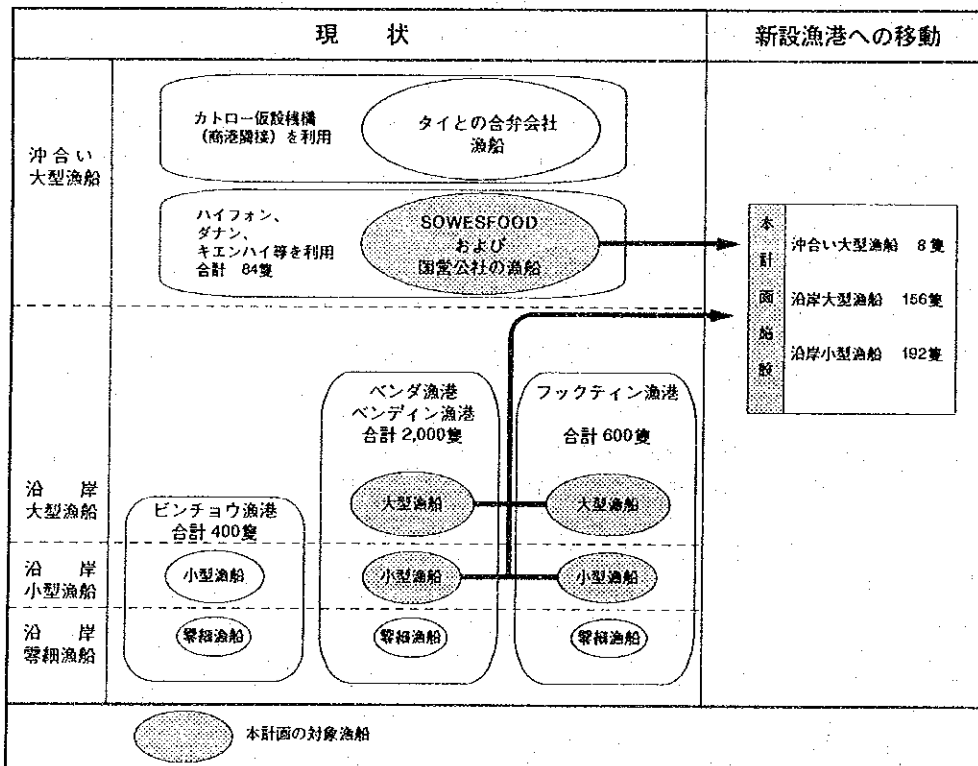 現　状
新設漁港への移動
沖合い
大型漁船
カトロー仮設桟橋
（商港隣接）を利用
タイとの合弁会社
漁船
ハイフォン、
ダナン、
キエンハイ等を利用
合計　84隻
SOWESFOOD
および
国営公社の漁船
本計画施設
沖合い大型漁船　8隻
沿岸大型漁船　156隻
沿岸小型漁船　192隻
ベンダ漁港
ベンディン漁港
合計 2,000隻
フックティン漁港
合計 600隻
沿　岸
大型漁船
大型漁船
大型漁船
ビンチョウ漁港
合計 400隻
沿　岸
小型漁船
小型漁船
小型漁船
小型漁船
沿　岸
零細漁船
零細漁船
零細漁船
零細漁船
本計画の対象漁船